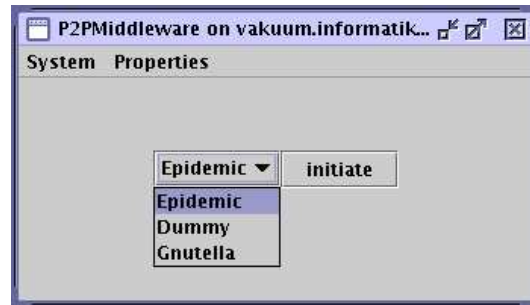 P2PMiddleware on vakuum.informatik...
System Properties
Epidemic initiate
Epidemic
Dummy
Gnutella